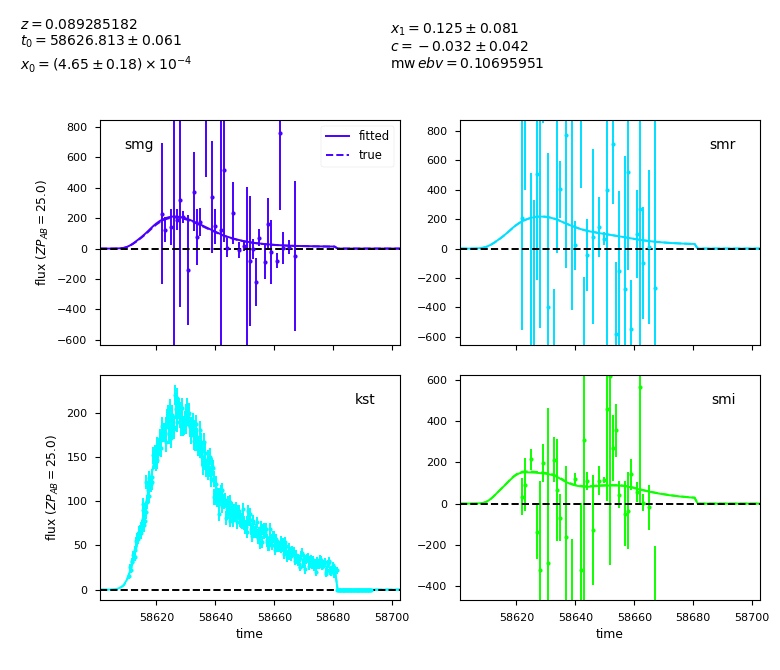 z = 0.089285182
t₀ = 58626.813 ± 0.061
x₀ = (4.65 ± 0.18) × 10⁻⁴
x₁ = 0.125 ± 0.081
c = −0.032 ± 0.042
mw ebv = 0.10695951
smg
fitted
true
800
600
400
200
0
−200
−400
−600
flux (ZP_AB = 25.0)
smr
800
600
400
200
0
−200
−400
−600
kst
200
150
100
50
0
flux (ZP_AB = 25.0)
58620
58640
58660
58680
58700
time
smi
600
400
200
0
−200
−400
58620
58640
58660
58680
58700
time